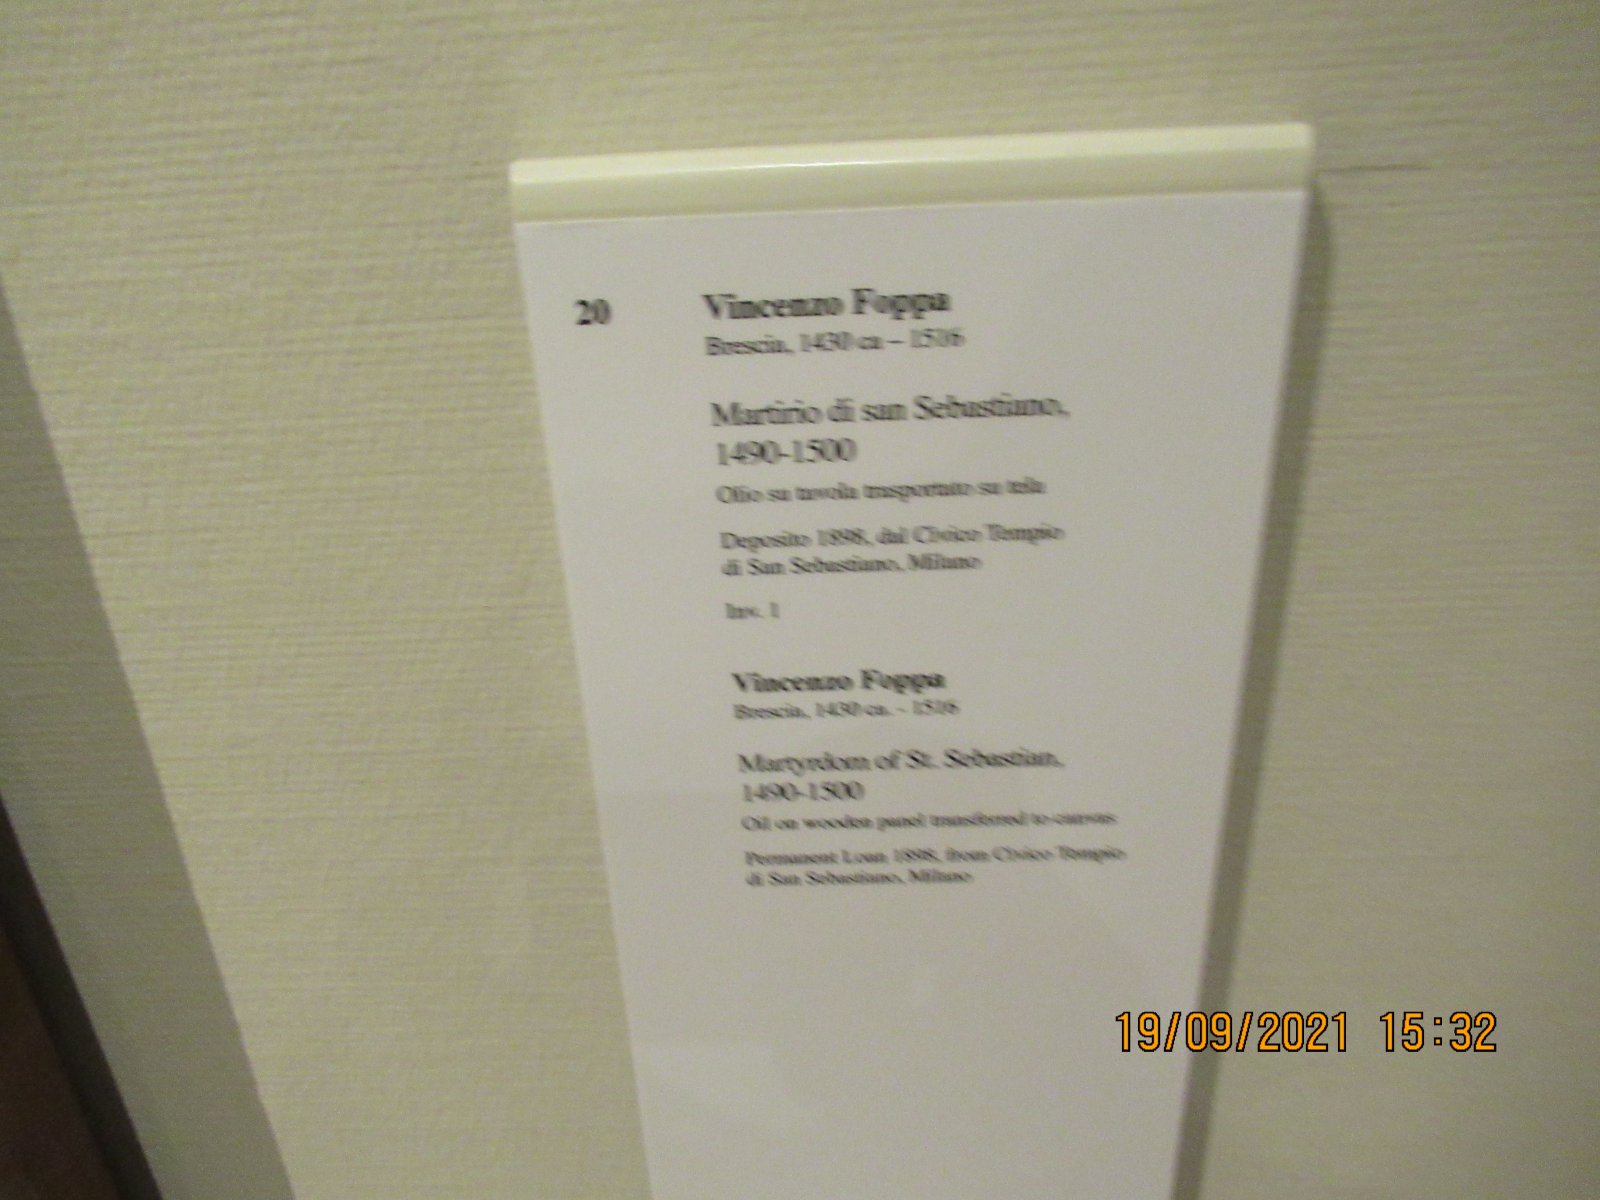 20
Vincenzo Foppa
Brescia, 1430 ca – 1516
Martirio di san Sebastiano,
1490-1500
Olio su tavola trasportato su tela
Deposito 1898, dal Civico Tempio
di San Sebastiano, Milano
Inv. 1
Vincenzo Foppa
Brescia, 1430 ca. - 1516
Martyrdom of St. Sebastian,
1490-1500
Oil on wooden panel transferred to canvas
Permanent Loan 1898, from Civico Tempio
di San Sebastiano, Milano
19/09/2021 15:32